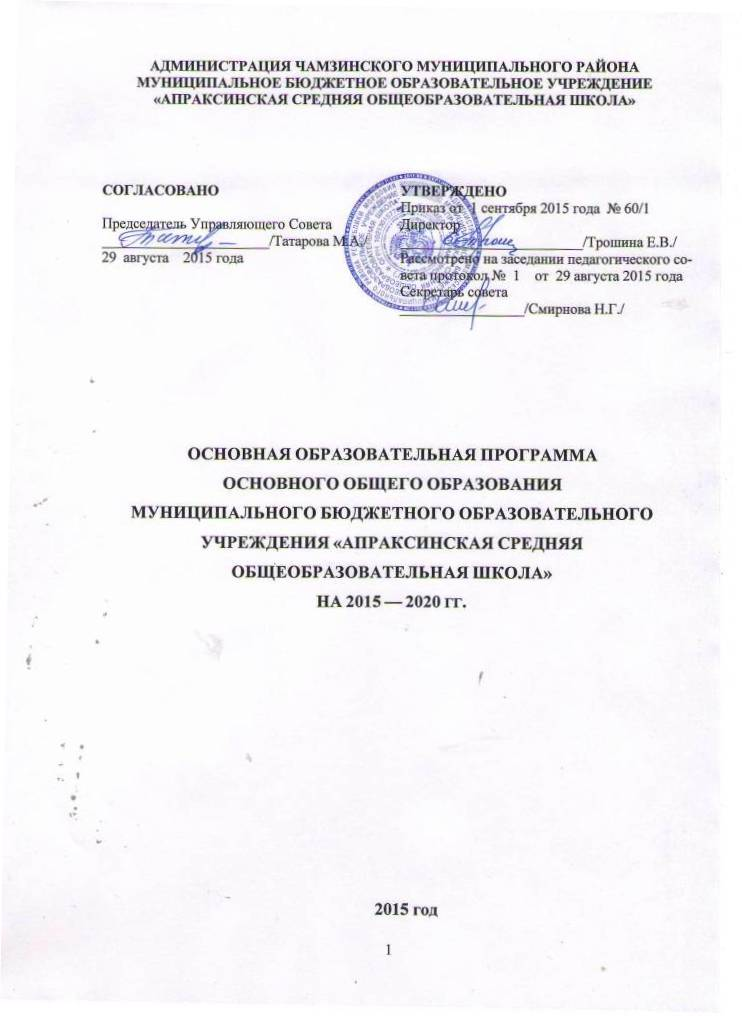 АДМИНИСТРАЦИЯ ЧАМЗИНСКОГО МУНИЦИПАЛЬНОГО РАЙОНА
МУНИЦИПАЛЬНОЕ БЮДЖЕТНОЕ ОБРАЗОВАТЕЛЬНОЕ УЧРЕЖДЕНИЕ
«АПРАКСИНСКАЯ СРЕДНЯЯ ОБЩЕОБРАЗОВАТЕЛЬНАЯ ШКОЛА»
СОГЛАСОВАНО
Председатель Управляющего Совета
/Татарова М.А./
29 августа 2015 года
УТВЕРЖДЕНО
Приказ от 1 сентября 2015 года № 60/1
Директор
/Трошина Е.В./
Рассмотрено на заседании педагогического со-
вета протокол № 1 от 29 августа 2015 года
Секретарь совета
/Смирнова Н.Г./
ОСНОВНАЯ ОБРАЗОВАТЕЛЬНАЯ ПРОГРАММА
ОСНОВНОГО ОБЩЕГО ОБРАЗОВАНИЯ
МУНИЦИПАЛЬНОГО БЮДЖЕТНОГО ОБРАЗОВАТЕЛЬНОГО
УЧРЕЖДЕНИЯ «АПРАКСИНСКАЯ СРЕДНЯЯ
ОБЩЕОБРАЗОВАТЕЛЬНАЯ ШКОЛА»
НА 2015 — 2020 гг.
2015 год
1